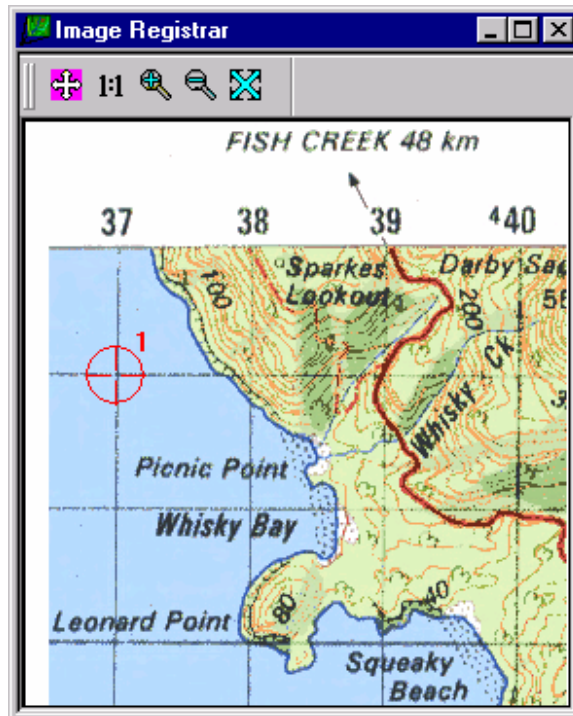 Image Registrar
1:1
FISH CREEK 48 km
37 38 39 440
Sparkes
Lookout
Darby
100
200
1
Whisky Ck
Picnic Point
Whisky Bay
Leonard Point
80
40
Squeaky
Beach